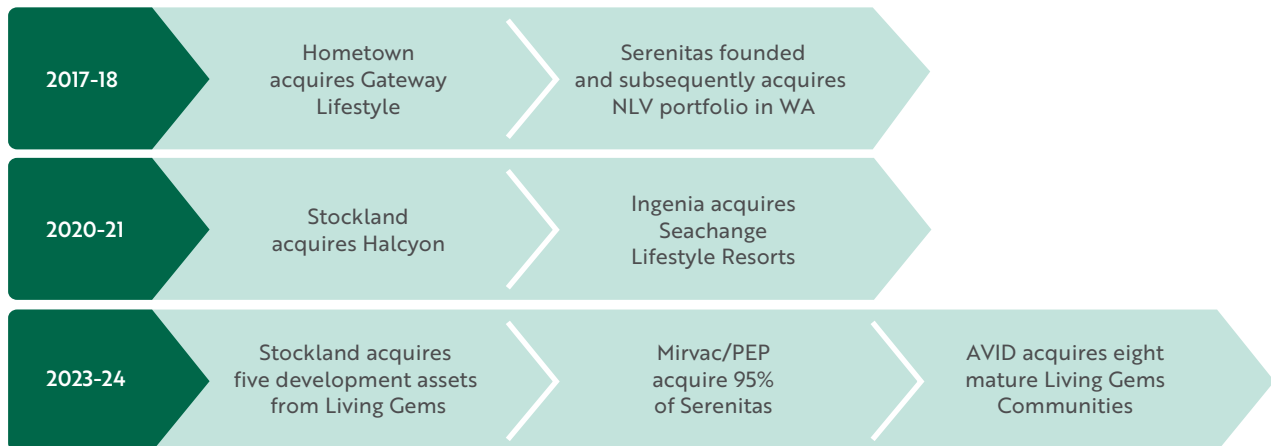 2017-18
Hometown
acquires Gateway
Lifestyle
Serenitas founded
and subsequently acquires
NLV portfolio in WA
2020-21
Stockland
acquires Halcyon
Ingenia acquires
Seachange
Lifestyle Resorts
2023-24
Stockland acquires
five development assets
from Living Gems
Mirvac/PEP
acquire 95%
of Serenitas
AVID acquires eight
mature Living Gems
Communities